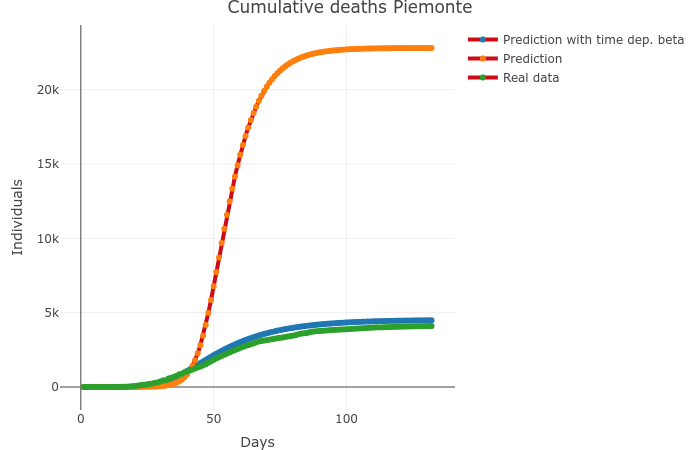 Cumulative deaths Piemonte
Prediction with time dep. beta
Prediction
Real data
20k
15k
10k
5k
0
Individuals
0
50
100
Days